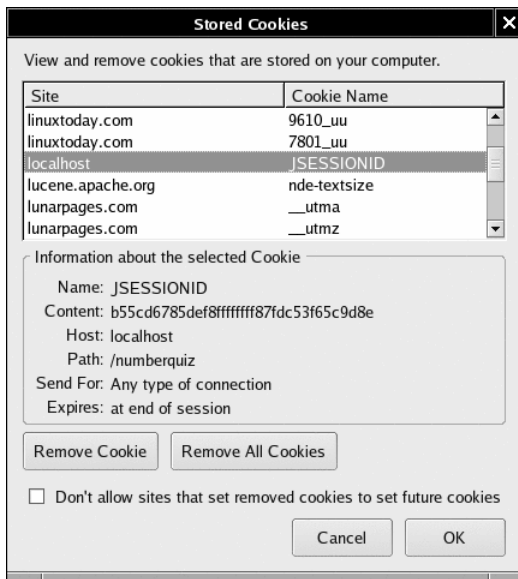 Stored Cookies
View and remove cookies that are stored on your computer.
Site Cookie Name
linuxtoday.com 9610_uu
linuxtoday.com 7801_uu
localhost JSESSIONID
lucene.apache.org nde-textsize
lunarpages.com __utma
lunarpages.com __utmz
Information about the selected Cookie
Name: JSESSIONID
Content: b55cd6785def8ffffffff87fdc53f65c9d8e
Host: localhost
Path: /numberquiz
Send For: Any type of connection
Expires: at end of session
Remove Cookie Remove All Cookies
Don't allow sites that set removed cookies to set future cookies
Cancel OK